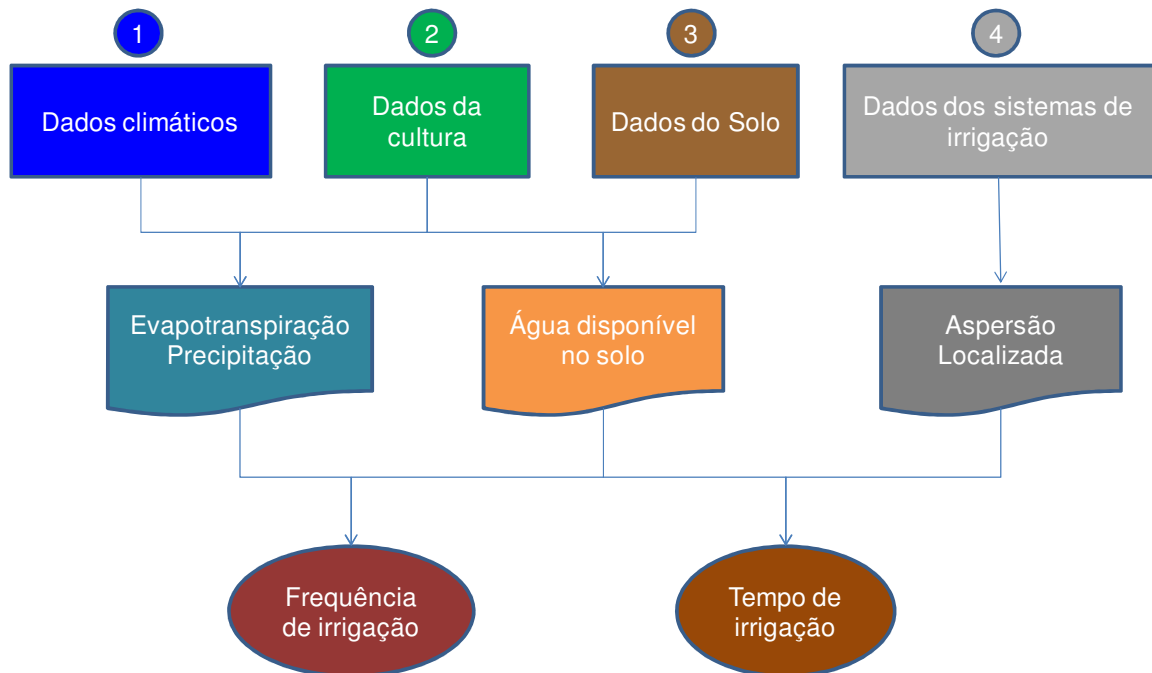 1
2
3
4
Dados climáticos
Dados da
cultura
Dados do Solo
Dados dos sistemas de
irrigação
Evapotranspiração
Precipitação
Água disponível
no solo
Aspersão
Localizada
Frequência
de irrigação
Tempo de
irrigação